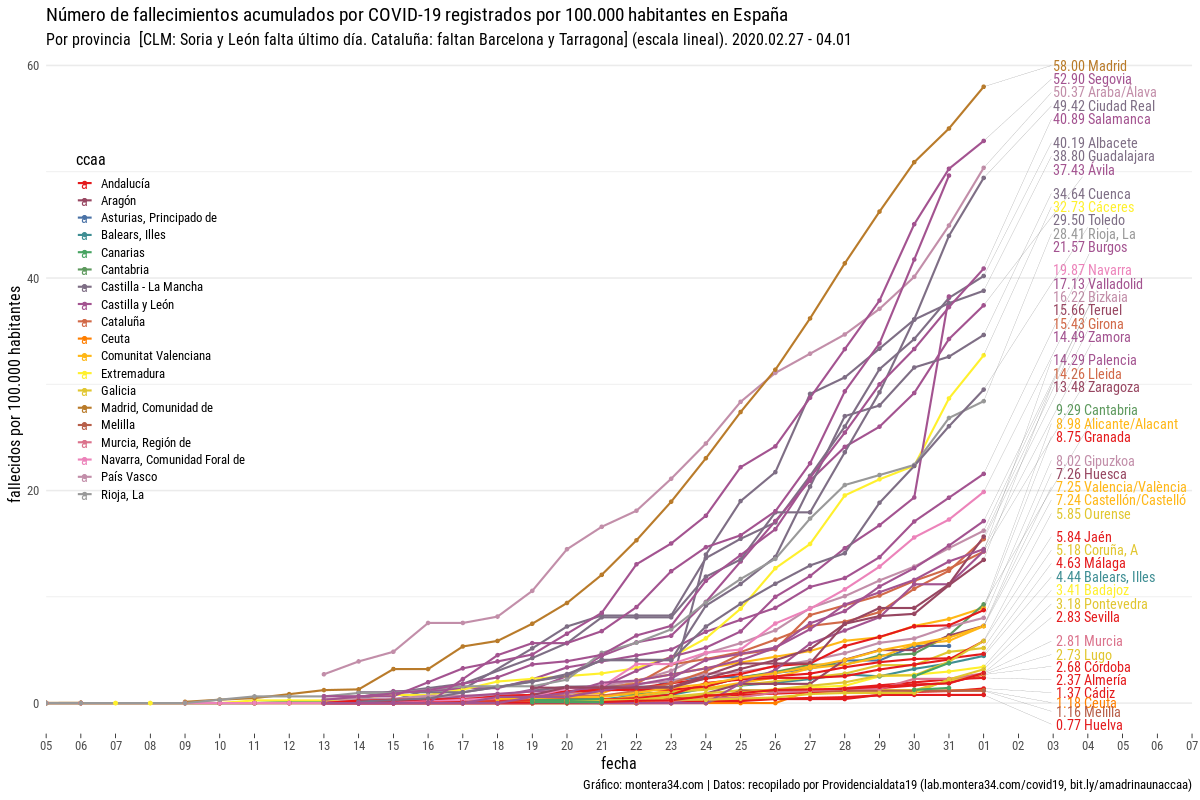 Número de fallecimientos acumulados por COVID-19 registrados por 100.000 habitantes en España
Por provincia [CLM: Soria y León falta último día. Cataluña: faltan Barcelona y Tarragona] (escala lineal). 2020.02.27 - 04.01
fallecidos por 100.000 habitantes
60
40
20
0
ccaa
Andalucía
Aragón
Asturias, Principado de
Balears, Illes
Canarias
Cantabria
Castilla - La Mancha
Castilla y León
Cataluña
Ceuta
Comunitat Valenciana
Extremadura
Galicia
Madrid, Comunidad de
Melilla
Murcia, Región de
Navarra, Comunidad Foral de
País Vasco
Rioja, La
58.00 Madrid
52.90 Segovia
50.37 Araba/Álava
49.42 Ciudad Real
40.89 Salamanca
40.19 Albacete
38.80 Guadalajara
37.43 Ávila
34.64 Cuenca
32.73 Cáceres
29.50 Toledo
28.41 Rioja, La
21.57 Burgos
19.87 Navarra
17.13 Valladolid
16.22 Bizkaia
15.66 Teruel
15.43 Girona
14.49 Zamora
14.29 Palencia
14.26 Lleida
13.48 Zaragoza
9.29 Cantabria
8.98 Alicante/Alacant
8.75 Granada
8.02 Gipuzkoa
7.26 Huesca
7.25 Valencia/València
7.24 Castellón/Castelló
5.85 Ourense
5.84 Jaén
5.18 Coruña, A
4.63 Málaga
4.44 Balears, Illes
3.41 Badajoz
3.18 Pontevedra
2.83 Sevilla
2.81 Murcia
2.73 Lugo
2.68 Córdoba
2.37 Almería
1.37 Cádiz
1.18 Ceuta
1.16 Melilla
0.77 Huelva
05 06 07 08 09 10 11 12 13 14 15 16 17 18 19 20 21 22 23 24 25 26 27 28 29 30 31 01 02 03 04 05 06 07
fecha
Gráfico: montera34.com | Datos: recopilado por Providencialdata19 (lab.montera34.com/covid19, bit.ly/amadrinaunaccaa)